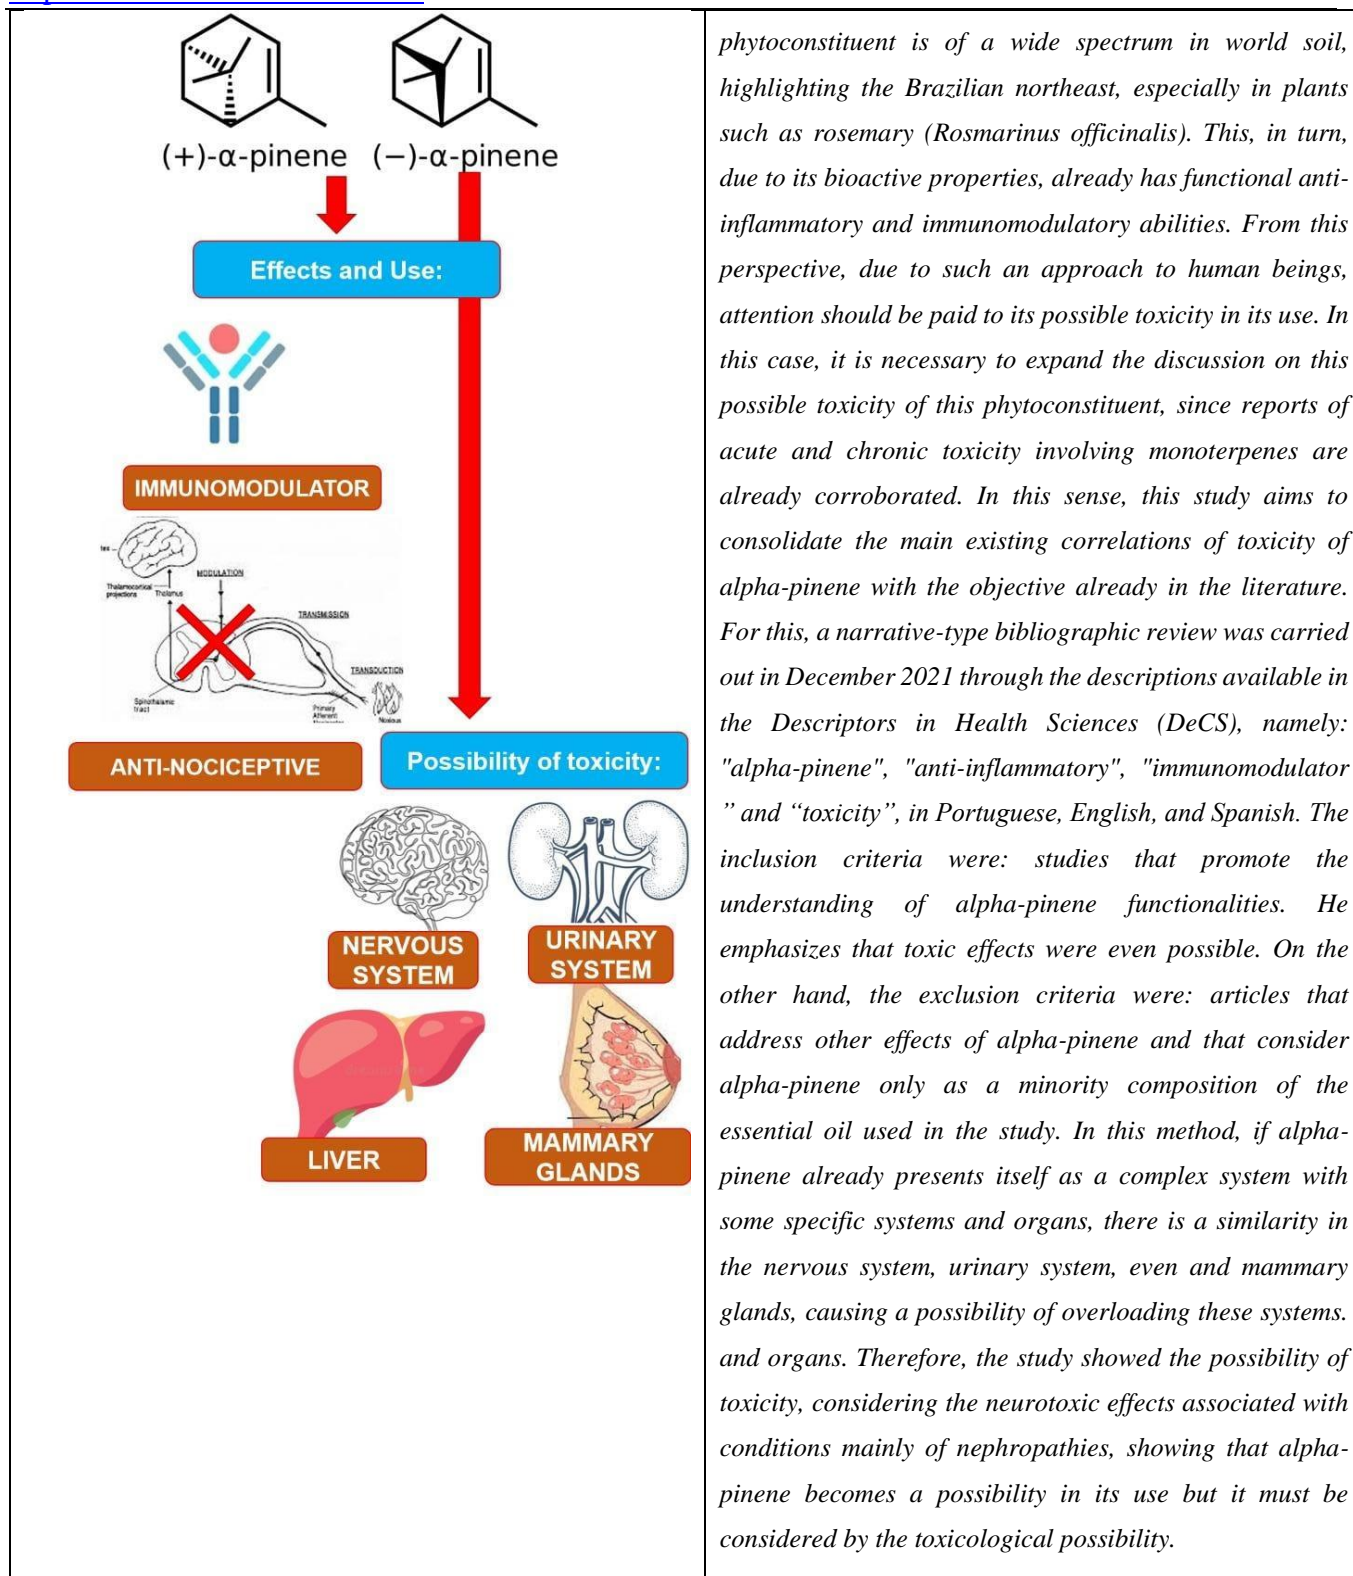 (+)-α-pinene (−)-α-pinene
Effects and Use:
IMMUNOMODULATOR
MODULATION
Thalamocortical
projections
Thalamus
TRANSMISSION
TRANSDUCTION
Spinothalamic
tract
Primary
Afferent
Noxious
ANTI-NOCICEPTIVE
Possibility of toxicity:
NERVOUS
SYSTEM
URINARY
SYSTEM
LIVER
MAMMARY
GLANDS
phytoconstituent is of a wide spectrum in world soil,
highlighting the Brazilian northeast, especially in plants
such as rosemary (Rosmarinus officinalis). This, in turn,
due to its bioactive properties, already has functional anti-
inflammatory and immunomodulatory abilities. From this
perspective, due to such an approach to human beings,
attention should be paid to its possible toxicity in its use. In
this case, it is necessary to expand the discussion on this
possible toxicity of this phytoconstituent, since reports of
acute and chronic toxicity involving monoterpenes are
already corroborated. In this sense, this study aims to
consolidate the main existing correlations of toxicity of
alpha-pinene with the objective already in the literature.
For this, a narrative-type bibliographic review was carried
out in December 2021 through the descriptions available in
the Descriptors in Health Sciences (DeCS), namely:
"alpha-pinene", "anti-inflammatory", "immunomodulator
” and “toxicity”, in Portuguese, English, and Spanish. The
inclusion criteria were: studies that promote the
understanding of alpha-pinene functionalities. He
emphasizes that toxic effects were even possible. On the
other hand, the exclusion criteria were: articles that
address other effects of alpha-pinene and that consider
alpha-pinene only as a minority composition of the
essential oil used in the study. In this method, if alpha-
pinene already presents itself as a complex system with
some specific systems and organs, there is a similarity in
the nervous system, urinary system, even and mammary
glands, causing a possibility of overloading these systems.
and organs. Therefore, the study showed the possibility of
toxicity, considering the neurotoxic effects associated with
conditions mainly of nephropathies, showing that alpha-
pinene becomes a possibility in its use but it must be
considered by the toxicological possibility.